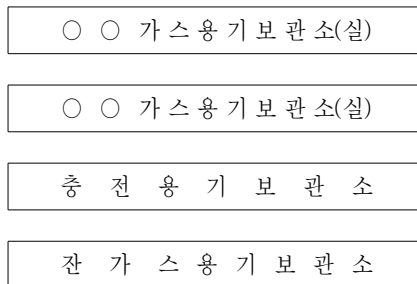 ○ ○ 가 스 용 기 보 관 소(실)
○ ○ 가 스 용 기 보 관 소(실)
충 전 용 기 보 관 소
잔 가 스 용 기 보 관 소